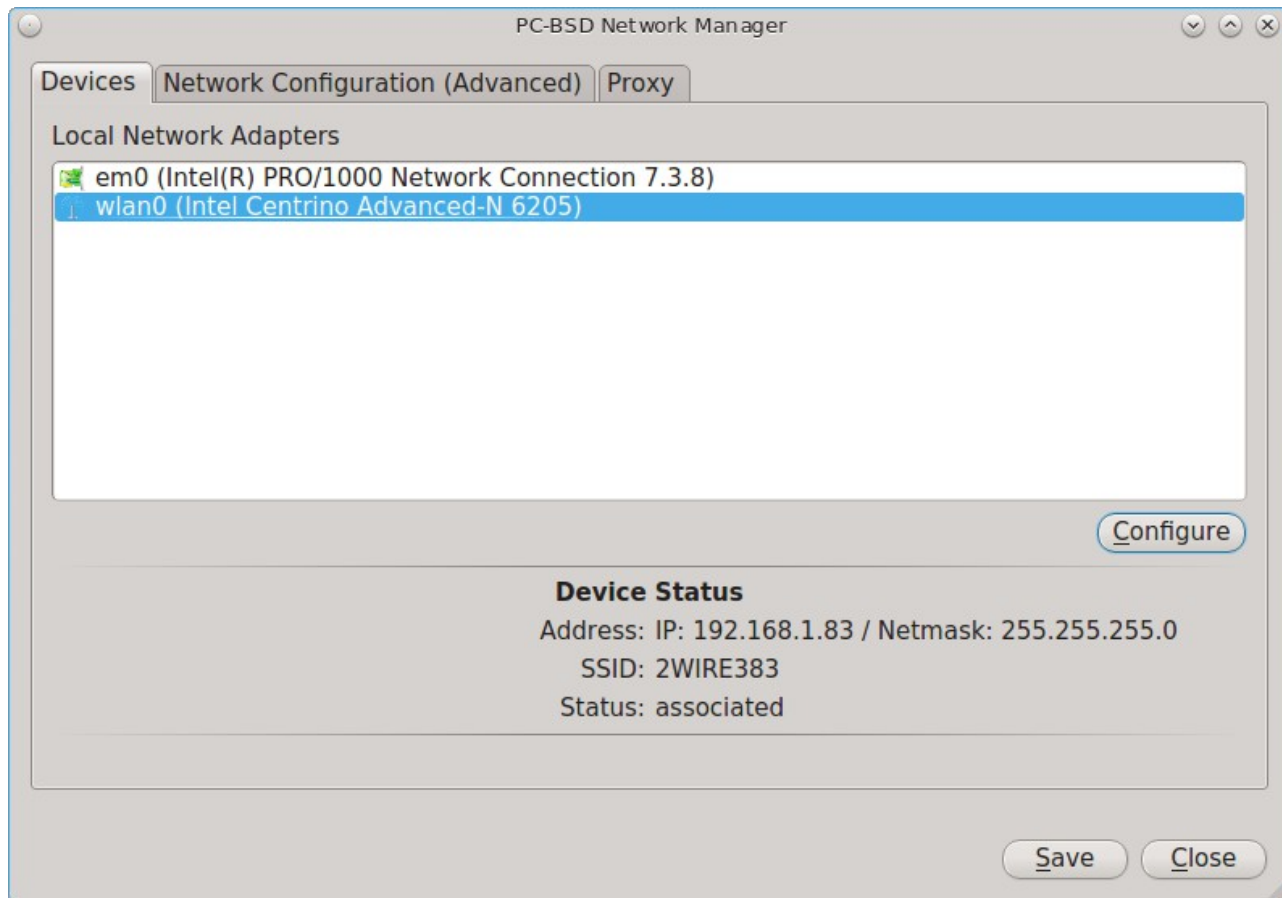 PC-BSD Network Manager
Devices Network Configuration (Advanced) Proxy
Local Network Adapters
em0 (Intel(R) PRO/1000 Network Connection 7.3.8)
wlan0 (Intel Centrino Advanced-N 6205)
Configure
Device Status
Address: IP: 192.168.1.83 / Netmask: 255.255.255.0
SSID: 2WIRE383
Status: associated
Save Close